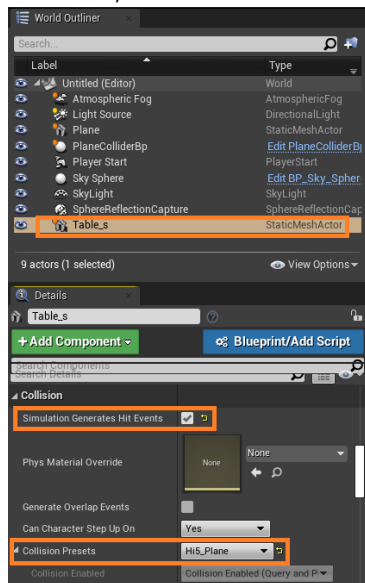 World Outliner
Search...
Label Type
Untitled (Editor) World
Atmospheric Fog AtmosphericFog
Light Source DirectionalLight
Plane StaticMeshActor
PlaneColliderBp Edit PlaneColliderBp
Player Start PlayerStart
Sky Sphere Edit BP_Sky_Spher
SkyLight SkyLight
SphereReflectionCapture SphereReflectionCap
Table_s StaticMeshActor
9 actors (1 selected) View Options
Details
Table_s
+Add Component Blueprint/Add Script
Search Components
Search Details
Collision
Simulation Generates Hit Events
Phys Material Override None None
Generate Overlap Events
Can Character Step Up On Yes
Collision Presets Hi5_Plane
Collision Enabled Collision Enabled (Query and P